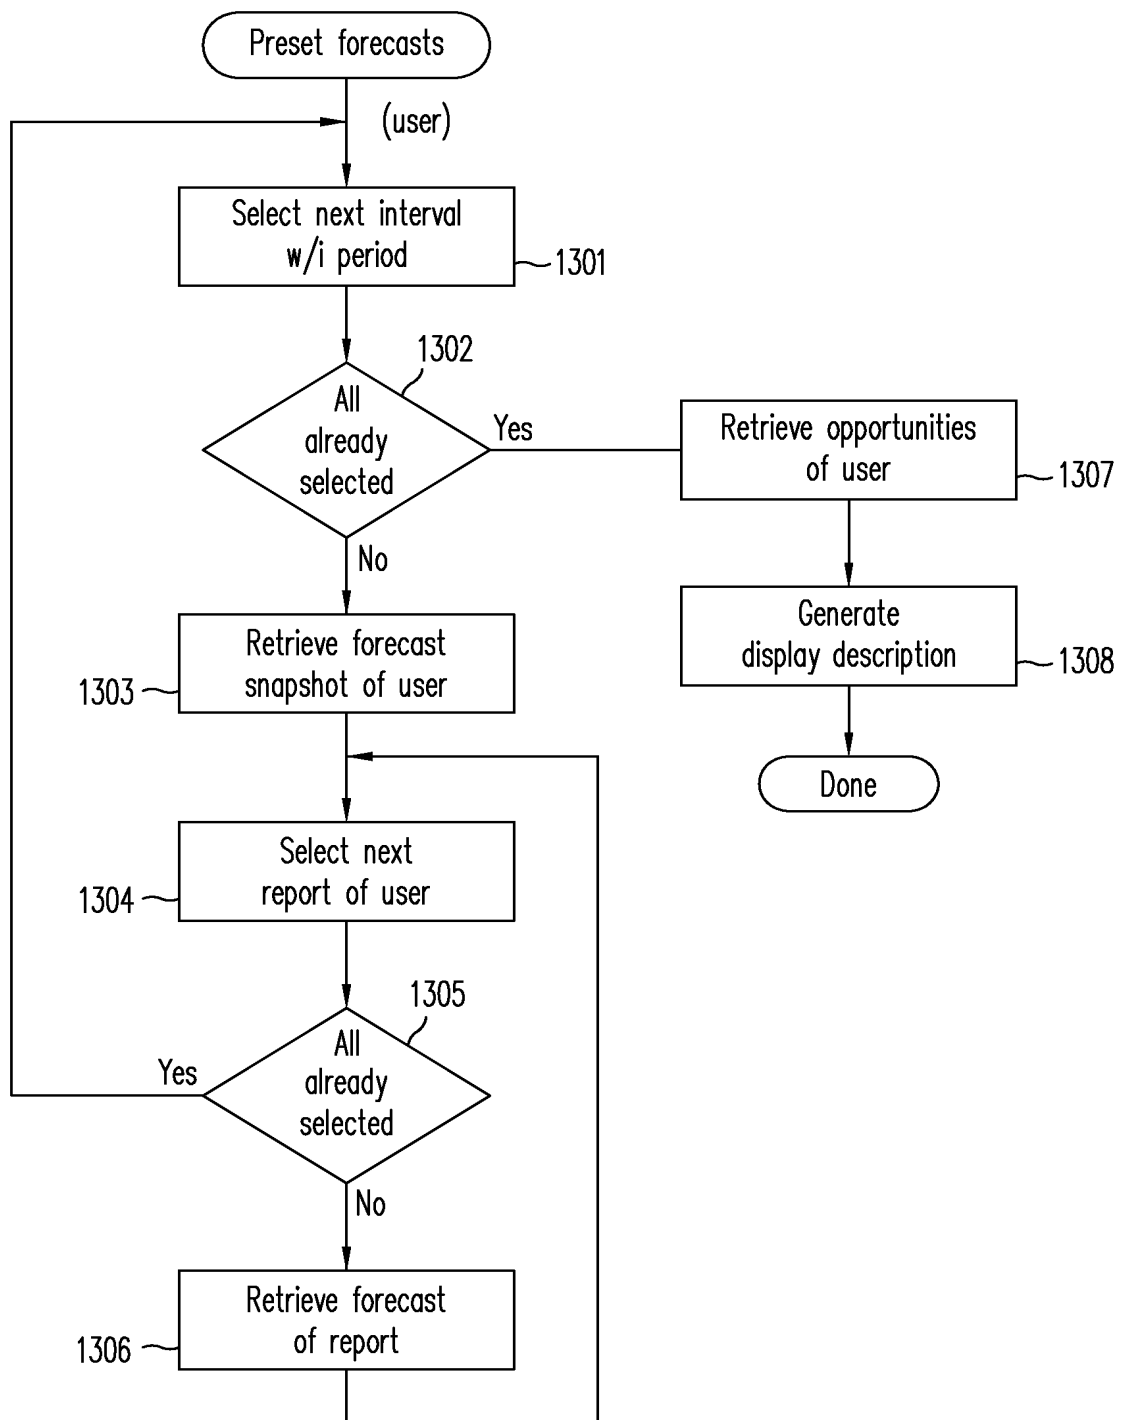 Preset forecasts
(user)
Select next interval
w/i period
1301
1302
All
already
selected
Yes
No
Retrieve opportunities
of user
1307
Generate
display description
1308
Done
Retrieve forecast
snapshot of user
1303
Select next
report of user
1304
1305
All
already
selected
Yes
No
Retrieve forecast
of report
1306